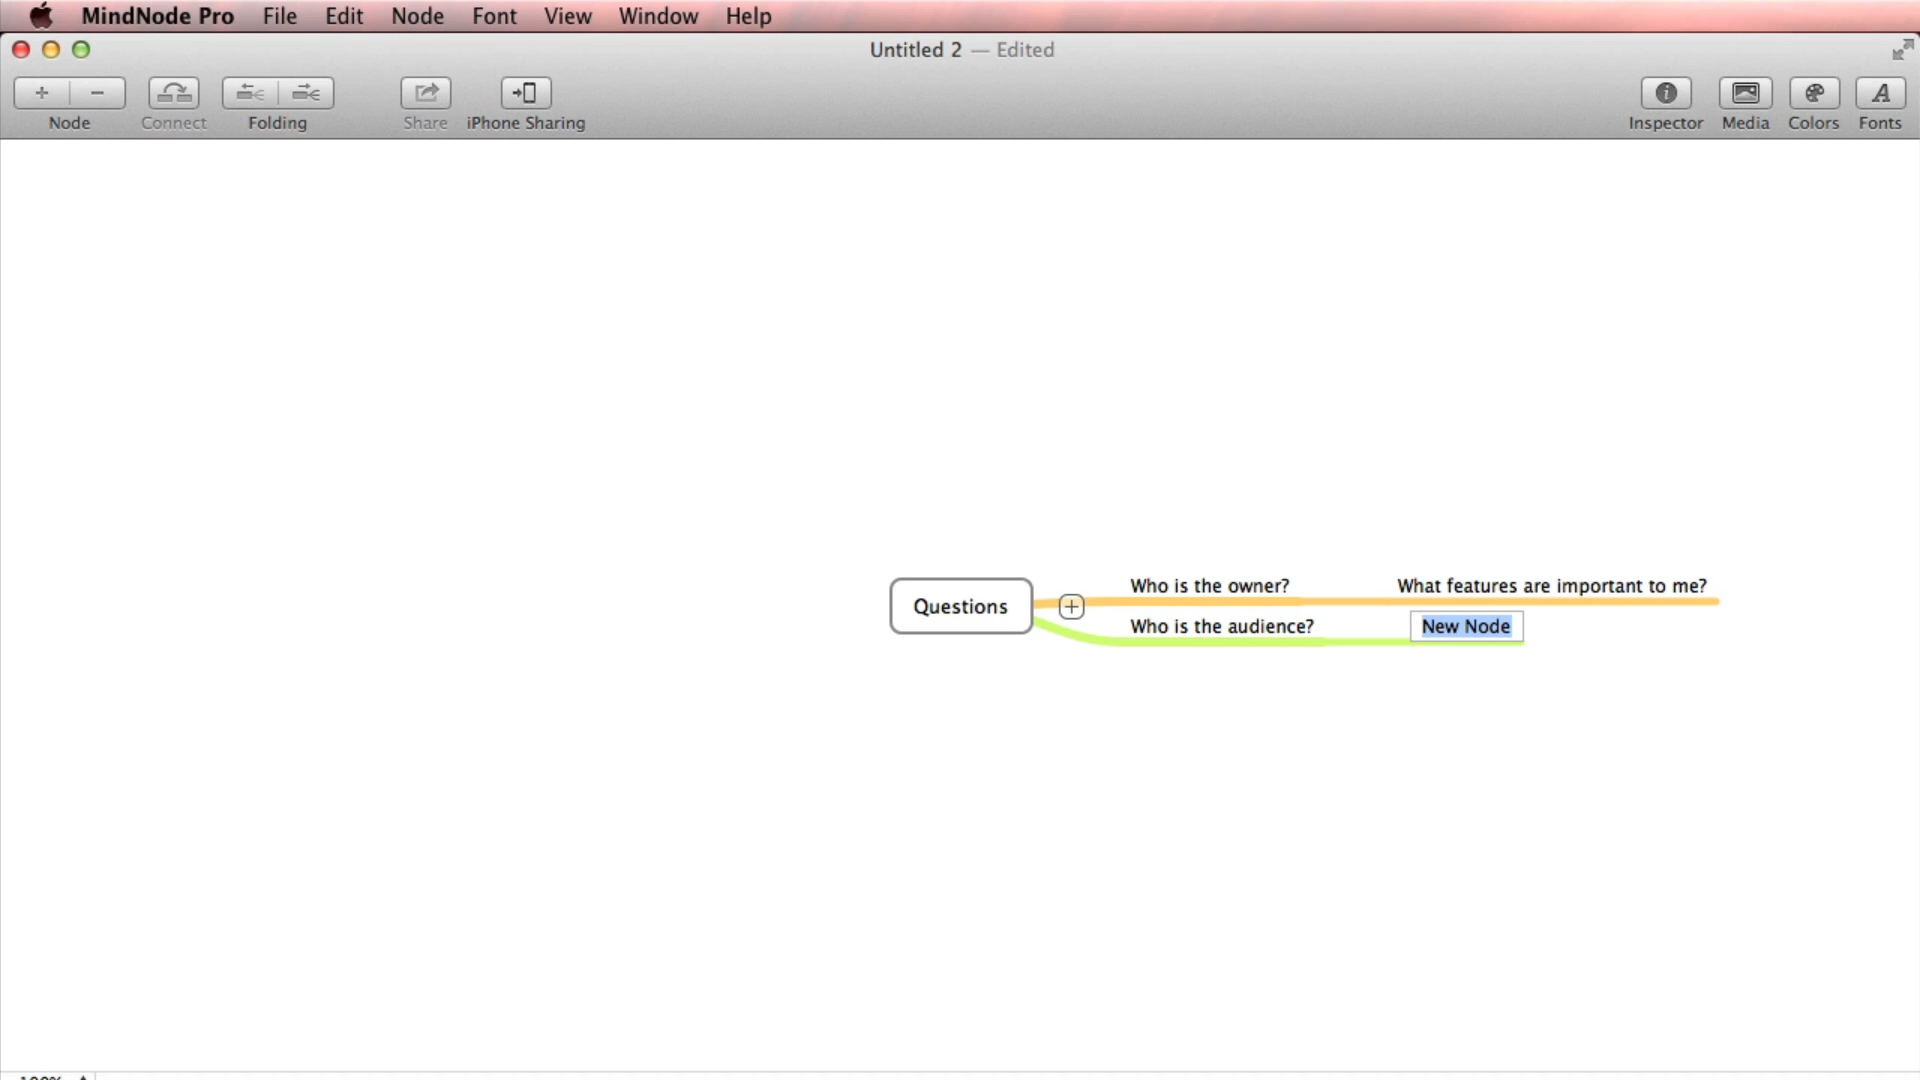 MindNode Pro File Edit Node Font View Window Help
Untitled 2 — Edited
Node Connect Folding Share iPhone Sharing Inspector Media Colors Fonts
Who is the owner? What features are important to me?
Questions
Who is the audience? New Node